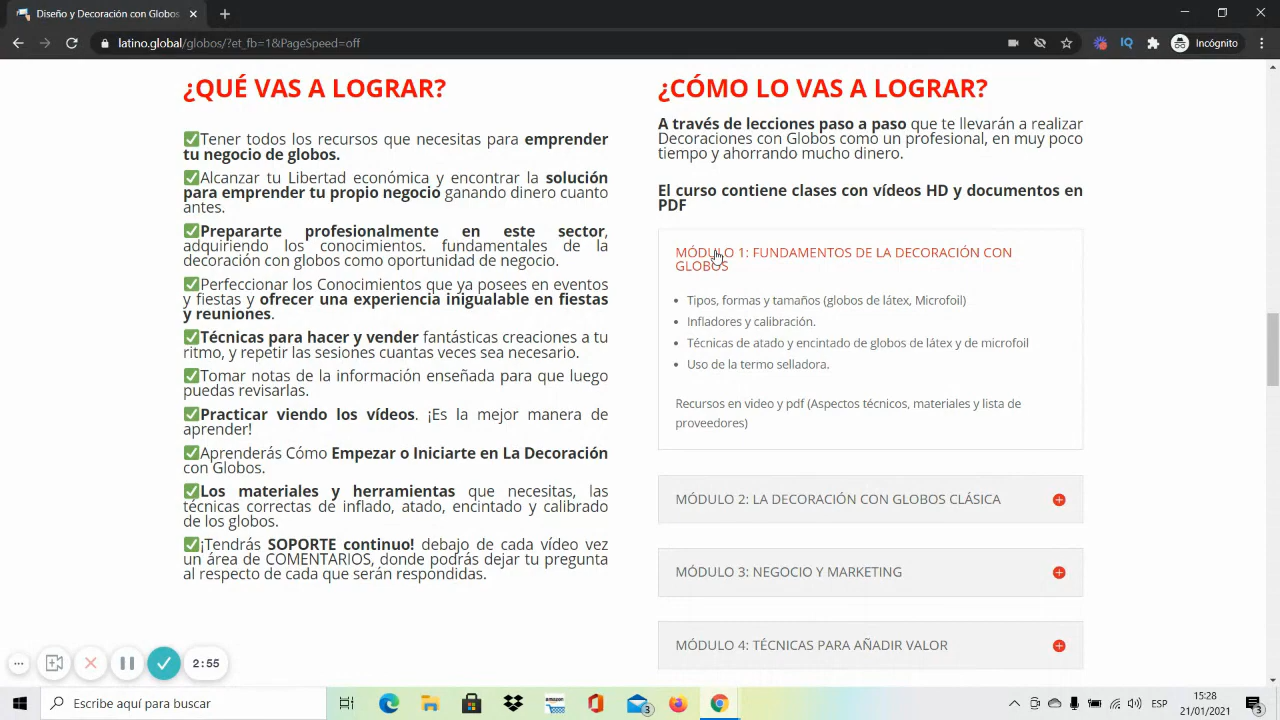 Diseño y Decoración con Globos
latino.global/globos/?et_fb=1&PageSpeed=off
Incógnito
¿QUÉ VAS A LOGRAR?
✅Tener todos los recursos que necesitas para emprender
tu negocio de globos.
✅Alcanzar tu Libertad económica y encontrar la solución
para emprender tu propio negocio ganando dinero cuanto
antes.
✅Prepararte profesionalmente en este sector,
adquiriendo los conocimientos. fundamentales de la
decoración con globos como oportunidad de negocio.
✅Perfeccionar los Conocimientos que ya posees en eventos
y fiestas y ofrecer una experiencia inigualable en fiestas
y reuniones.
✅Técnicas para hacer y vender fantásticas creaciones a tu
ritmo, y repetir las sesiones cuantas veces sea necesario.
✅Tomar notas de la información enseñada para que luego
puedas revisarlas.
✅Practicar viendo los vídeos. ¡Es la mejor manera de
aprender!
✅Aprenderás Cómo Empezar o Iniciarte en La Decoración
con Globos.
✅Los materiales y herramientas que necesitas, las
técnicas correctas de inflado, atado, encintado y calibrado
de los globos.
✅¡Tendrás SOPORTE continuo! debajo de cada vídeo vez
un área de COMENTARIOS, donde podrás dejar tu pregunta
al respecto de cada que serán respondidas.
¿CÓMO LO VAS A LOGRAR?
A través de lecciones paso a paso que te llevarán a realizar
Decoraciones con Globos como un profesional, en muy poco
tiempo y ahorrando mucho dinero.
El curso contiene clases con vídeos HD y documentos en
PDF
MÓDULO 1: FUNDAMENTOS DE LA DECORACIÓN CON
GLOBOS
• Tipos, formas y tamaños (globos de látex, Microfoil)
• Infladores y calibración.
• Técnicas de atado y encintado de globos de látex y de microfoil
• Uso de la termo selladora.
Recursos en video y pdf (Aspectos técnicos, materiales y lista de
proveedores)
MÓDULO 2: LA DECORACIÓN CON GLOBOS CLÁSICA
MÓDULO 3: NEGOCIO Y MARKETING
MÓDULO 4: TÉCNICAS PARA AÑADIR VALOR
2:55
Escribe aquí para buscar
amazon
3
ESP
15:28
21/01/2021
3